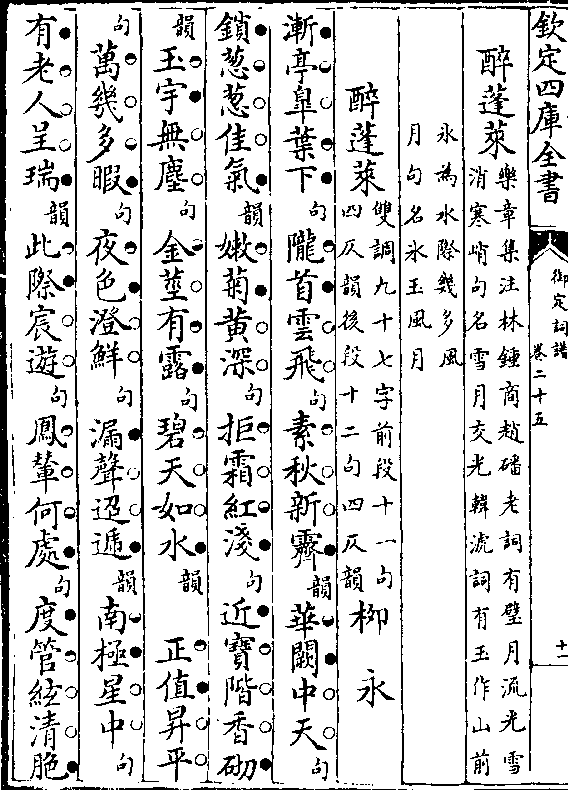 欽定四庫全書
御定詞譜
卷二十五
十一
醉蓬萊樂章集注林鍾商趙磻老詞有璧月流光雪
消寒峭句名雪月交光韓淲詞有玉作山前
氷為水際幾多風
月句名氷玉風月
醉蓬萊雙調九十七字前段十一句
四仄韻後段十二句四仄韻
柳永
漸亭臯葉下句隴首雲飛句素秋新霽韻華闕中天句
鎖葱葱佳氣韻嫩菊黄深句拒霜紅淺句近寶階香砌
韻玉宇無塵句金莖有露句碧天如水韻 正值昇平
句萬幾多暇句夜色澄鮮句漏聲迢遞韻南極星中句
有老人呈瑞韻此際宸遊句鳳輦何處句度管絃清脆